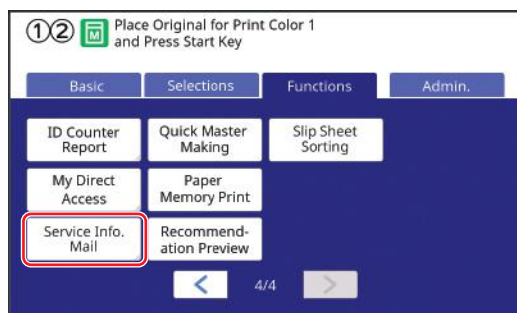 ①② M Place Original for Print Color 1
and Press Start Key
Basic Selections Functions Admin.
ID Counter
Report
Quick Master
Making
Slip Sheet
Sorting
My Direct
Access
Paper
Memory Print
Service Info.
Mail
Recommend-
ation Preview
< 4/4 >